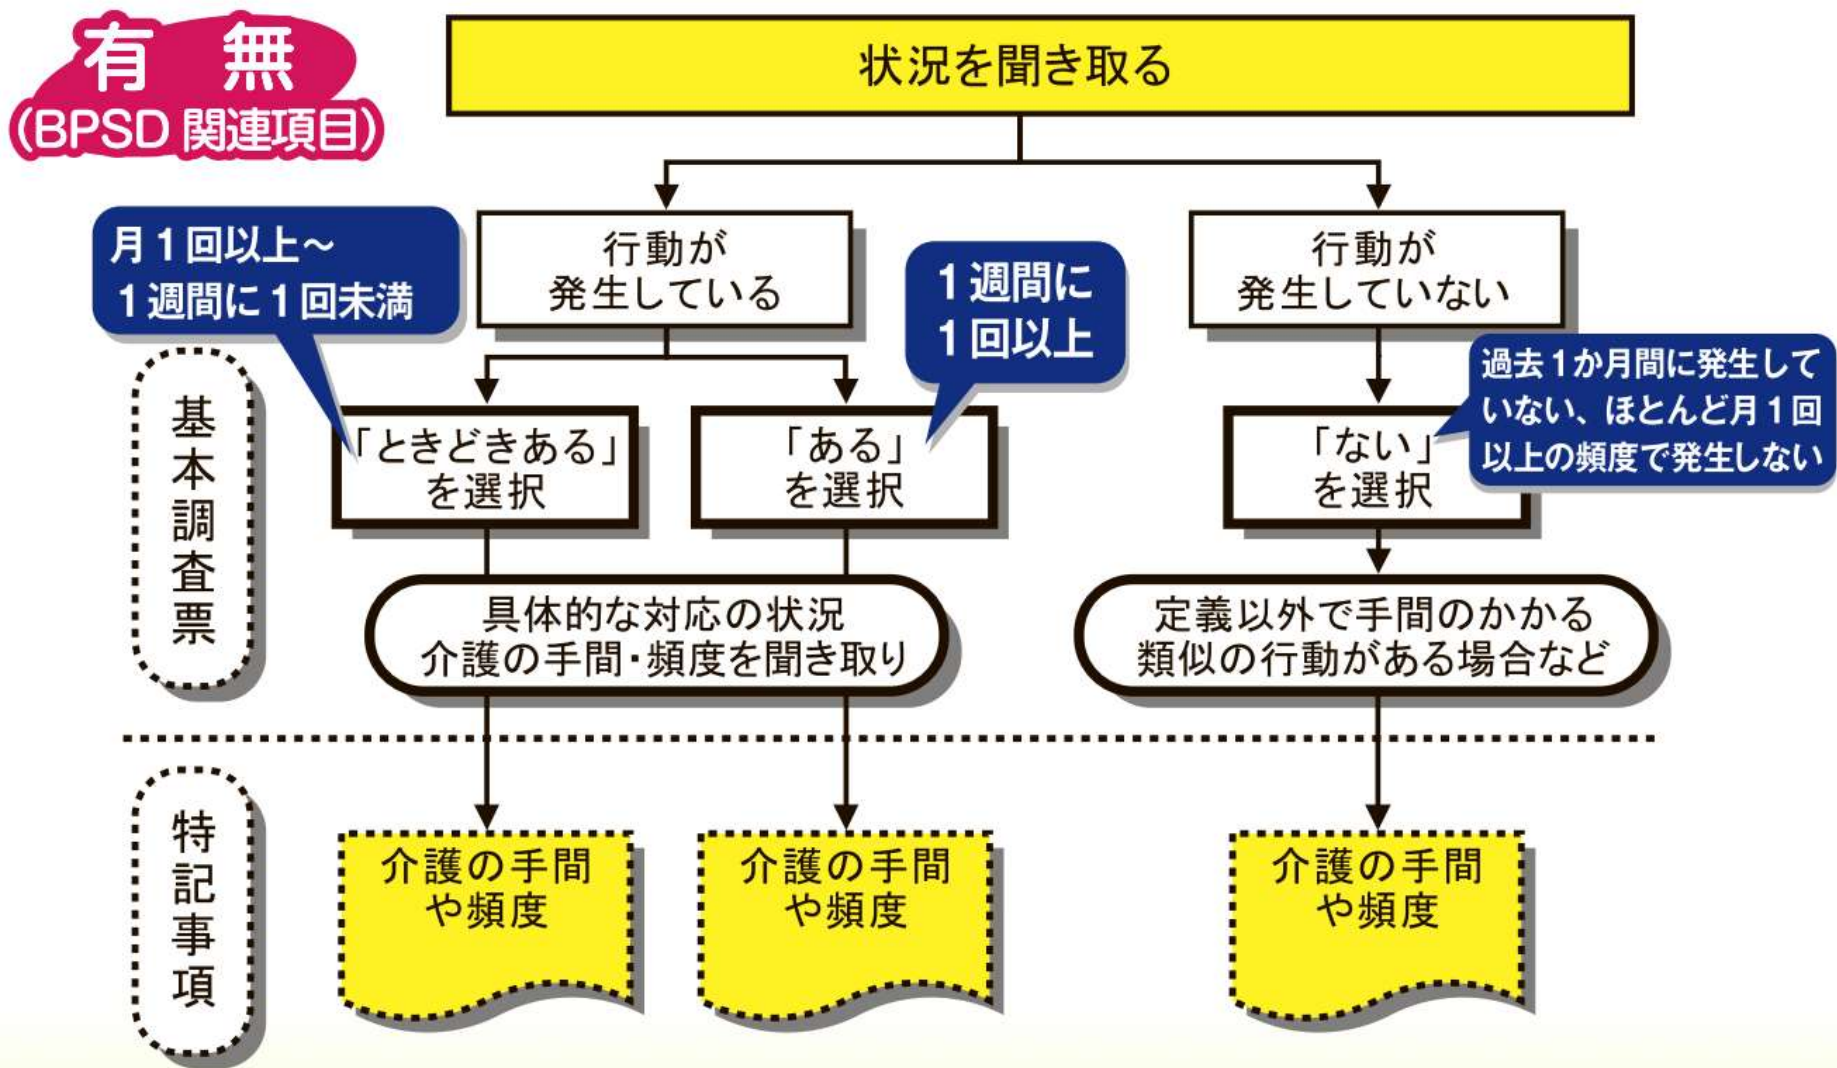 有 無
(BPSD 関連項目)
状況を聞き取る
月1回以上～
1週間に1回未満
行動が
発生している
1週間に
1回以上
行動が
発生していない
過去1か月間に発生して
いない、ほとんど月1回
以上の頻度で発生しない
基本調査票
「ときどきある」
を選択
「ある」
を選択
「ない」
を選択
具体的な対応の状況
介護の手間・頻度を聞き取り
定義以外で手間のかかる
類似の行動がある場合など
特記事項
介護の手間
や頻度
介護の手間
や頻度
介護の手間
や頻度